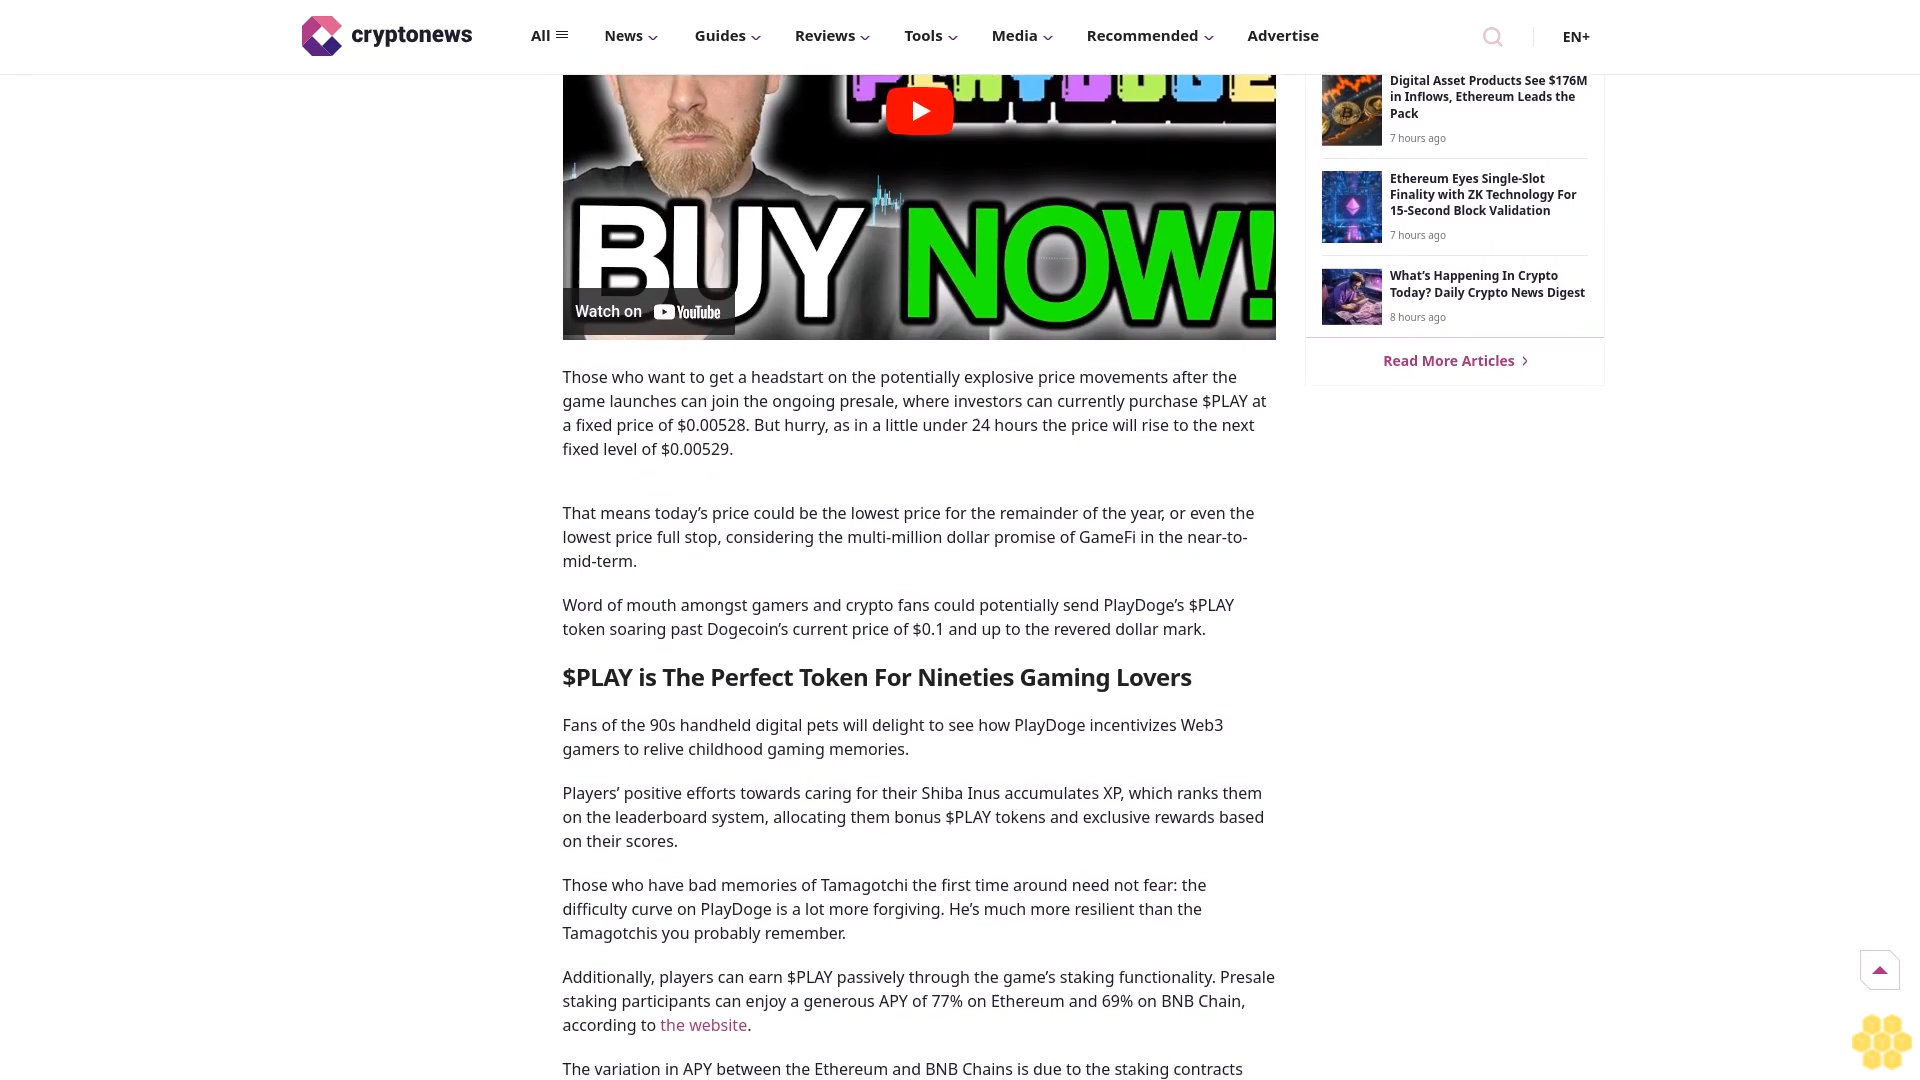 cryptonews
All
News
Guides
Reviews
Tools
Media
Recommended
Advertise
EN+
PLAYDOGE
BUY NOW!
Watch on YouTube
Those who want to get a headstart on the potentially explosive price movements after the
game launches can join the ongoing presale, where investors can currently purchase $PLAY at
a fixed price of $0.00528. But hurry, as in a little under 24 hours the price will rise to the next
fixed level of $0.00529.
That means today’s price could be the lowest price for the remainder of the year, or even the
lowest price full stop, considering the multi-million dollar promise of GameFi in the near-to-
mid-term.
Word of mouth amongst gamers and crypto fans could potentially send PlayDoge’s $PLAY
token soaring past Dogecoin’s current price of $0.1 and up to the revered dollar mark.
$PLAY is The Perfect Token For Nineties Gaming Lovers
Fans of the 90s handheld digital pets will delight to see how PlayDoge incentivizes Web3
gamers to relive childhood gaming memories.
Players’ positive efforts towards caring for their Shiba Inus accumulates XP, which ranks them
on the leaderboard system, allocating them bonus $PLAY tokens and exclusive rewards based
on their scores.
Those who have bad memories of Tamagotchi the first time around need not fear: the
difficulty curve on PlayDoge is a lot more forgiving. He’s much more resilient than the
Tamagotchis you probably remember.
Additionally, players can earn $PLAY passively through the game’s staking functionality. Presale
staking participants can enjoy a generous APY of 77% on Ethereum and 69% on BNB Chain,
according to the website.
The variation in APY between the Ethereum and BNB Chains is due to the staking contracts
Digital Asset Products See $176M
in Inflows, Ethereum Leads the
Pack
7 hours ago
Ethereum Eyes Single-Slot
Finality with ZK Technology For
15-Second Block Validation
7 hours ago
What’s Happening In Crypto
Today? Daily Crypto News Digest
8 hours ago
Read More Articles